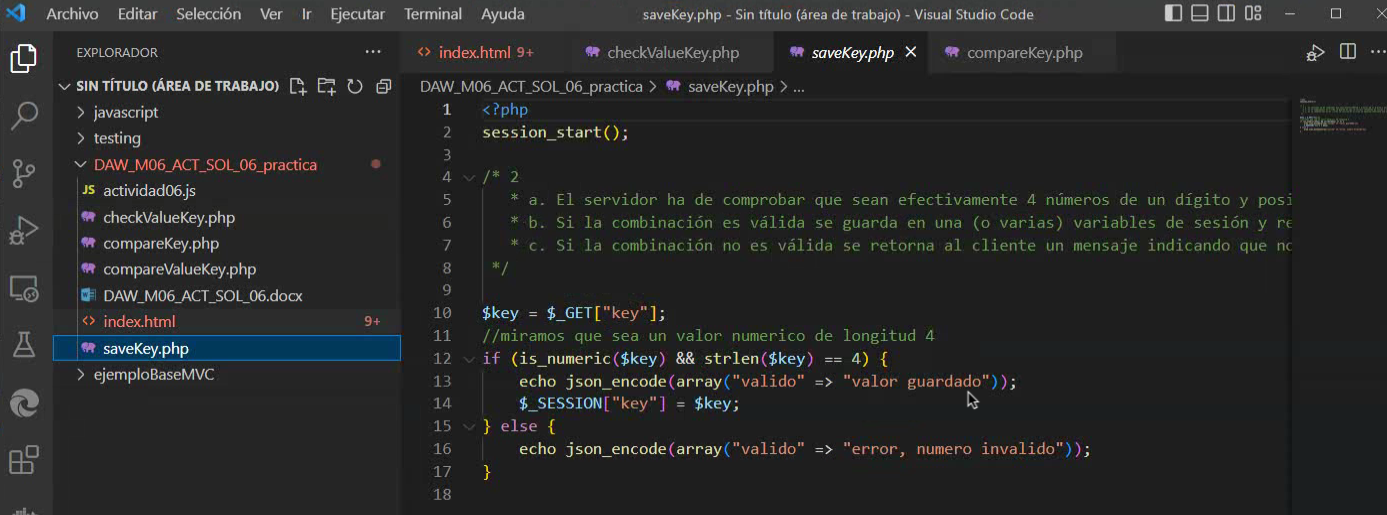 Archivo Editar Selección Ver Ir Ejecutar Terminal Ayuda saveKey.php - Sin título (área de trabajo) - Visual Studio Code
EXPLORADOR
SIN TÍTULO (ÁREA DE TRABAJO)
javascript
testing
DAW_M06_ACT_SOL_06_practica
JS actividad06.js
checkValueKey.php
compareKey.php
compareValueKey.php
DAW_M06_ACT_SOL_06.docx
<> index.html 9+
saveKey.php
ejemploBaseMVC
<> index.html 9+ checkValueKey.php saveKey.php compareKey.php
DAW_M06_ACT_SOL_06_practica > saveKey.php > ...
1 <?php
2 session_start();
3
4 /* 2
5 * a. El servidor ha de comprobar que sean efectivamente 4 números de un dígito y posi
6 * b. Si la combinación es válida se guarda en una (o varias) variables de sesión y re
7 * c. Si la combinación no es válida se retorna al cliente un mensaje indicando que no
8 */
9
10 $key = $_GET["key"];
11 //miramos que sea un valor numerico de longitud 4
12 if (is_numeric($key) && strlen($key) == 4) {
13 echo json_encode(array("valido" => "valor guardado"));
14 $_SESSION["key"] = $key;
15 } else {
16 echo json_encode(array("valido" => "error, numero invalido"));
17 }
18